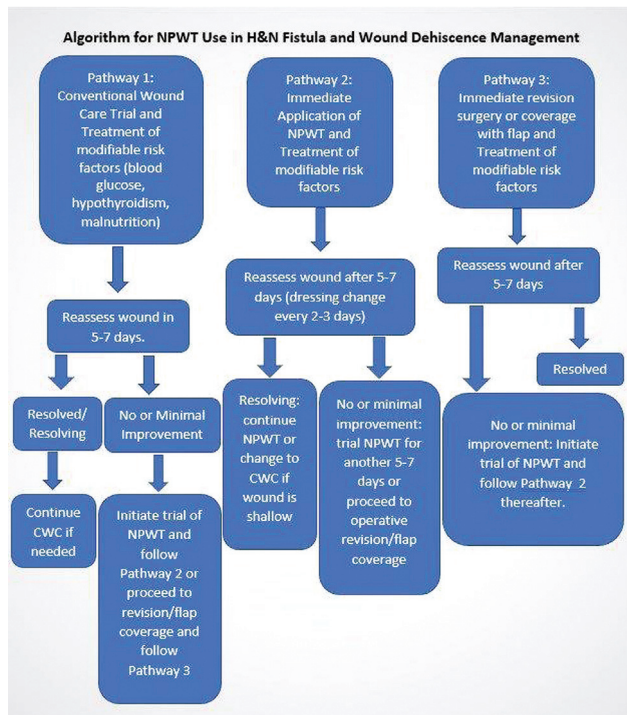 Algorithm for NPWT Use in H&N Fistula and Wound Dehiscence Management
Pathway 1:
Conventional Wound
Care Trial and
Treatment of
modifiable risk
factors (blood
glucose,
hypothyroidism,
malnutrition)
Reassess wound in
5-7 days.
Resolved/
Resolving
Continue
CWC if
needed
No or Minimal
Improvement
Initiate trial of
NPWT and
follow
Pathway 2 or
proceed to
revision/flap
coverage and
follow
Pathway 3
Pathway 2:
Immediate
Application of
NPWT and
Treatment of
modifiable risk
factors
Reassess wound after 5-7
days (dressing change
every 2-3 days)
Resolving:
continue
NPWT or
change to
CWC if
wound is
shallow
No or minimal
improvement:
trial NPWT for
another 5-7
days or
proceed to
operative
revision/flap
coverage
Pathway 3:
Immediate revision
surgery or coverage
with flap and
Treatment of
modifiable risk
factors
Reassess wound after
5-7 days
Resolved
No or minimal
improvement: Initiate
trial of NPWT and
follow Pathway 2
thereafter.